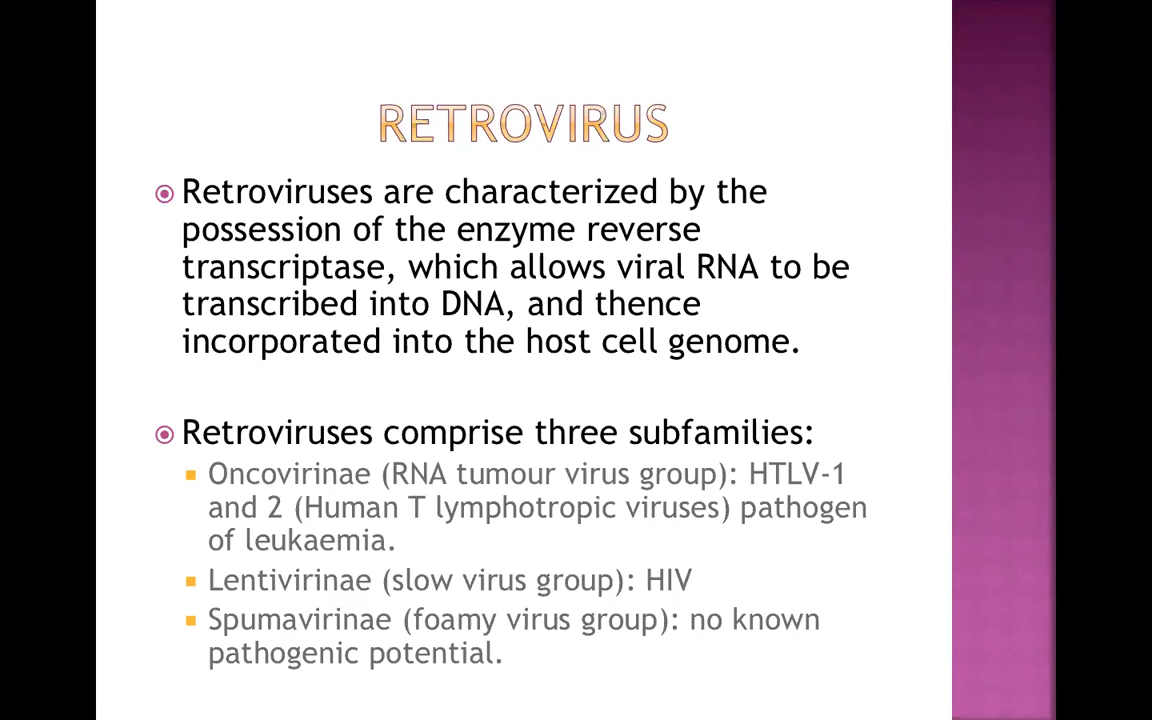 RETROVIRUS
Retroviruses are characterized by the
possession of the enzyme reverse
transcriptase, which allows viral RNA to be
transcribed into DNA, and thence
incorporated into the host cell genome.
Retroviruses comprise three subfamilies:
Oncovirinae (RNA tumour virus group): HTLV-1
and 2 (Human T lymphotropic viruses) pathogen
of leukaemia.
Lentivirinae (slow virus group): HIV
Spumavirinae (foamy virus group): no known
pathogenic potential.